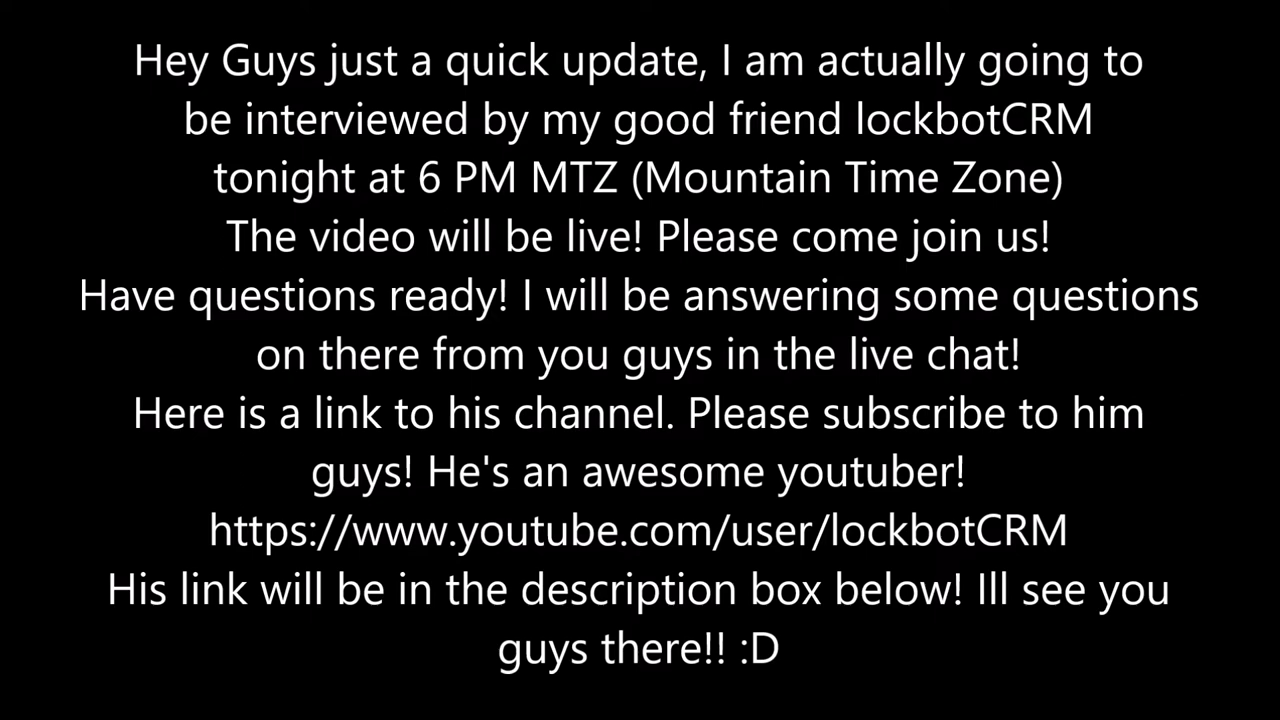 Hey Guys just a quick update, I am actually going to
be interviewed by my good friend lockbotCRM
tonight at 6 PM MTZ (Mountain Time Zone)
The video will be live! Please come join us!
Have questions ready! I will be answering some questions
on there from you guys in the live chat!
Here is a link to his channel. Please subscribe to him
guys! He's an awesome youtuber!
https://www.youtube.com/user/lockbotCRM
His link will be in the description box below! Ill see you
guys there!! :D